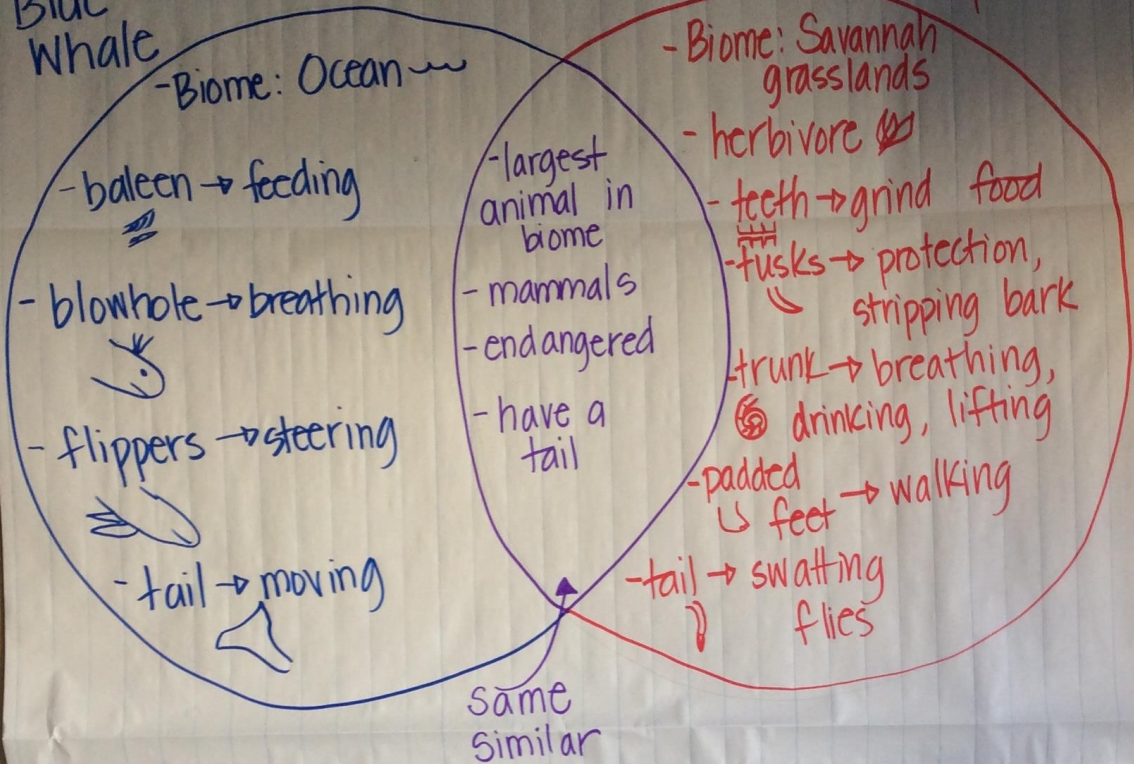 Blue
Whale
-Biome: Ocean
-baleen → feeding
-blowhole → breathing
-flippers → steering
-tail → moving
-largest
animal in
biome
-mammals
-endangered
-have a
tail
-Biome: Savannah
grasslands
-herbivore
-teeth → grind food
-tusks → protection,
stripping bark
-trunk → breathing,
drinking, lifting
-padded
feet → walking
-tail → swatting
flies
same
similar